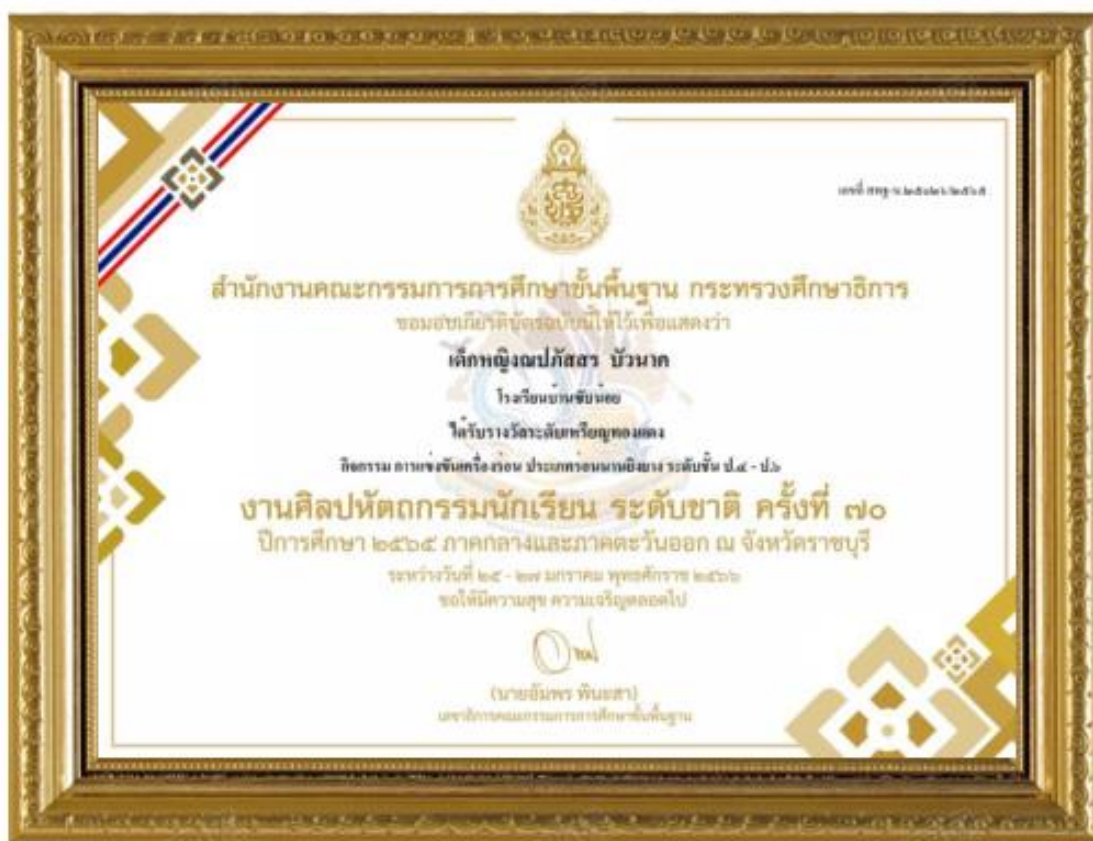 สำนักงานคณะกรรมการการศึกษาขั้นพื้นฐาน กระทรวงศึกษาธิการ
ขอมอบเกียรติบัตรฉบับนี้ให้ไว้เพื่อแสดงว่า
เด็กหญิงณปภัสสร บัวนาค
โรงเรียนบ้านซับน้อย
ได้รับรางวัลระดับเหรียญทองแดง
กิจกรรม การแข่งขันเครื่องร่อน ประเภทร่อนนานยิงยาง ระดับชั้น ป.๔ - ป.๖
งานศิลปหัตถกรรมนักเรียน ระดับชาติ ครั้งที่ ๗๐
ปีการศึกษา ๒๕๖๕ ภาคกลางและภาคตะวันออก ณ จังหวัดราชบุรี
ระหว่างวันที่ ๒๕ - ๒๗ มกราคม พุทธศักราช ๒๕๖๖
ขอให้มีความสุข ความเจริญตลอดไป
(นายอัมพร พินะสา)
เลขาธิการคณะกรรมการการศึกษาขั้นพื้นฐาน